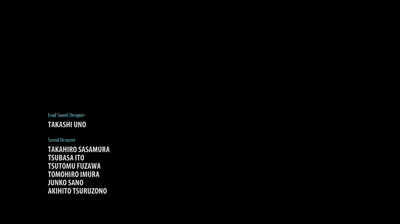 Lead Sound Designer
TAKASHI UNO
Sound Designer
TAKAHIRO SASAMURA
TSUBASA ITO
TSUTOMU FUZAWA
TOMOHIRO IMURA
JUNKO SANO
AKIHITO TSURUZONO